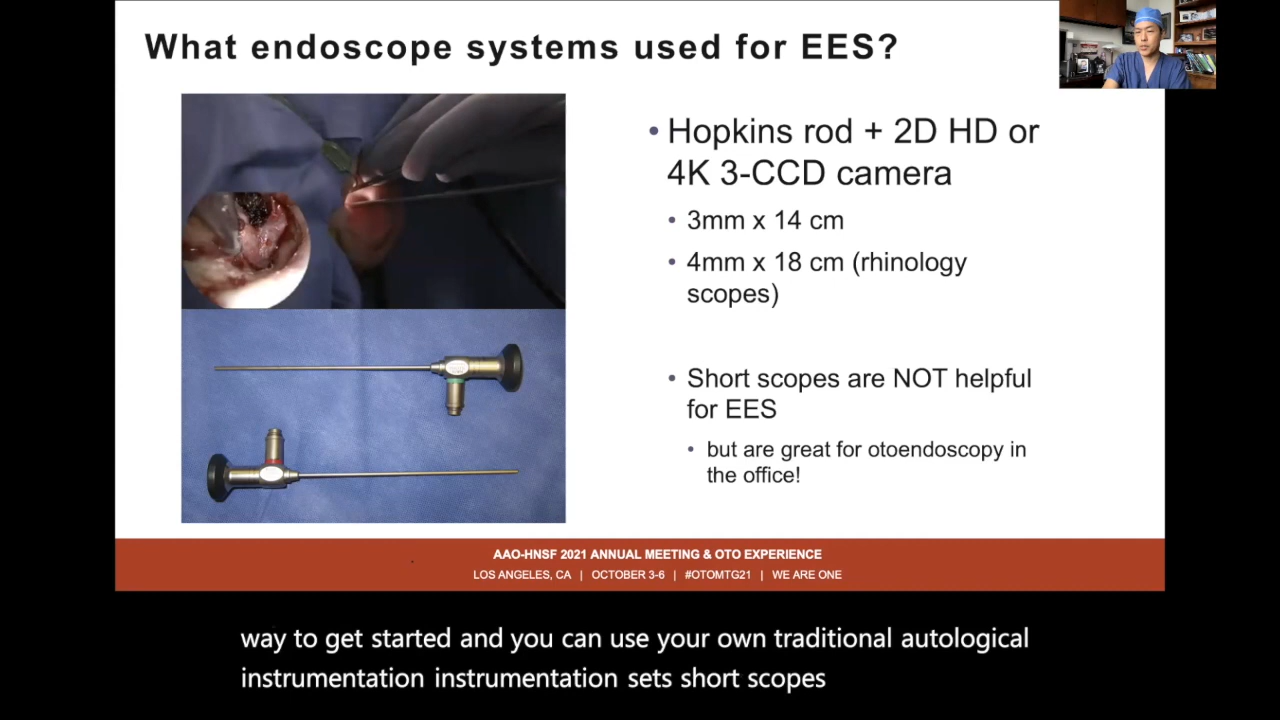 What endoscope systems used for EES?
• Hopkins rod + 2D HD or
4K 3-CCD camera
• 3mm x 14 cm
• 4mm x 18 cm (rhinology
scopes)
• Short scopes are NOT helpful
for EES
• but are great for otoendoscopy in
the office!
AAO-HNSF 2021 ANNUAL MEETING & OTO EXPERIENCE
LOS ANGELES, CA | OCTOBER 3-6 | #OTOMTG21 | WE ARE ONE
way to get started and you can use your own traditional autological
instrumentation instrumentation sets short scopes